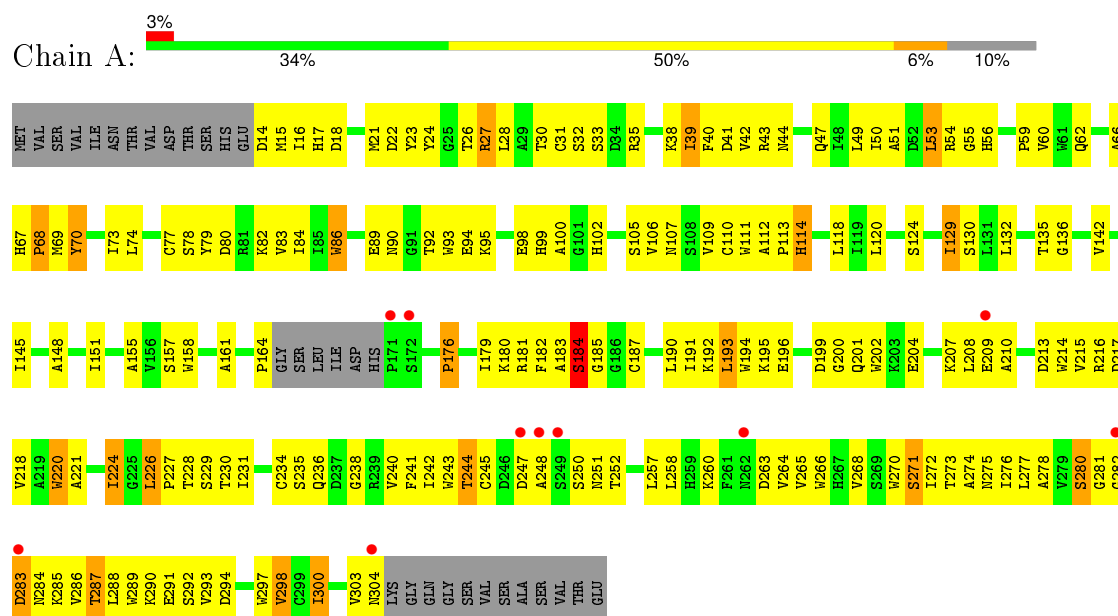 3%
Chain A:
34% 50% 6% 10%
MET VAL SER VAL ILE ASN THR VAL ASP THR SER HIS GLU D14 M15 I16 H17 D18 M21 D22 Y23 Y24 G25 T26 R27 L28 A29 T30 C31 S32 S33 D34 R35 K38 I39 F40 D41 V42 R43 N44 Q47 I48 L49 I50 A51 D52 L53 R54 G55 H56 P59 V60 W61 Q62 A66
H67 P68 M69 Y70 I73 L74 C77 S78 Y79 D80 R81 K82 V83 I84 I85 W86 E89 N90 G91 T92 W93 E94 K95 E98 H99 A100 G101 H102 S105 V106 N107 S108 V109 C110 W111 A112 P113 H114 L118 I119 L120 S124 I129 S130 L131 L132 T135 G136 V142
I145 A148 I151 A155 V156 S157 W158 A161 P164 GLY SER LEU ILE ASP HIS P171 S172 P176 I179 K180 R181 F182 A183 S184 G185 G186 C187 L190 I191 K192 L193 W194 K195 E196 D199 G200 Q201 W202 K203 E204 K207 L208 E209 A210 D213 W214 V215 R216 D217
V218 A219 W220 A221 I224 G225 L226 P227 T228 S229 T230 I231 C234 S235 Q236 D237 G238 R239 V240 F241 I242 W243 T244 C245 D246 D247 A248 S249 S250 N251 T252 L257 L258 H259 K260 F261 N262 D263 V264 V265 W266 H267 V268 S269 W270 S271 I272 T273 A274 N275 I276 L277 A278 V279 S280 G281 G282
D283 N284 K285 V286 T287 L288 W289 K290 E291 S292 V293 D294 W297 V298 C299 I300 V303 N304 LYS GLY GLN GLY SER VAL SER ALA SER VAL THR GLU